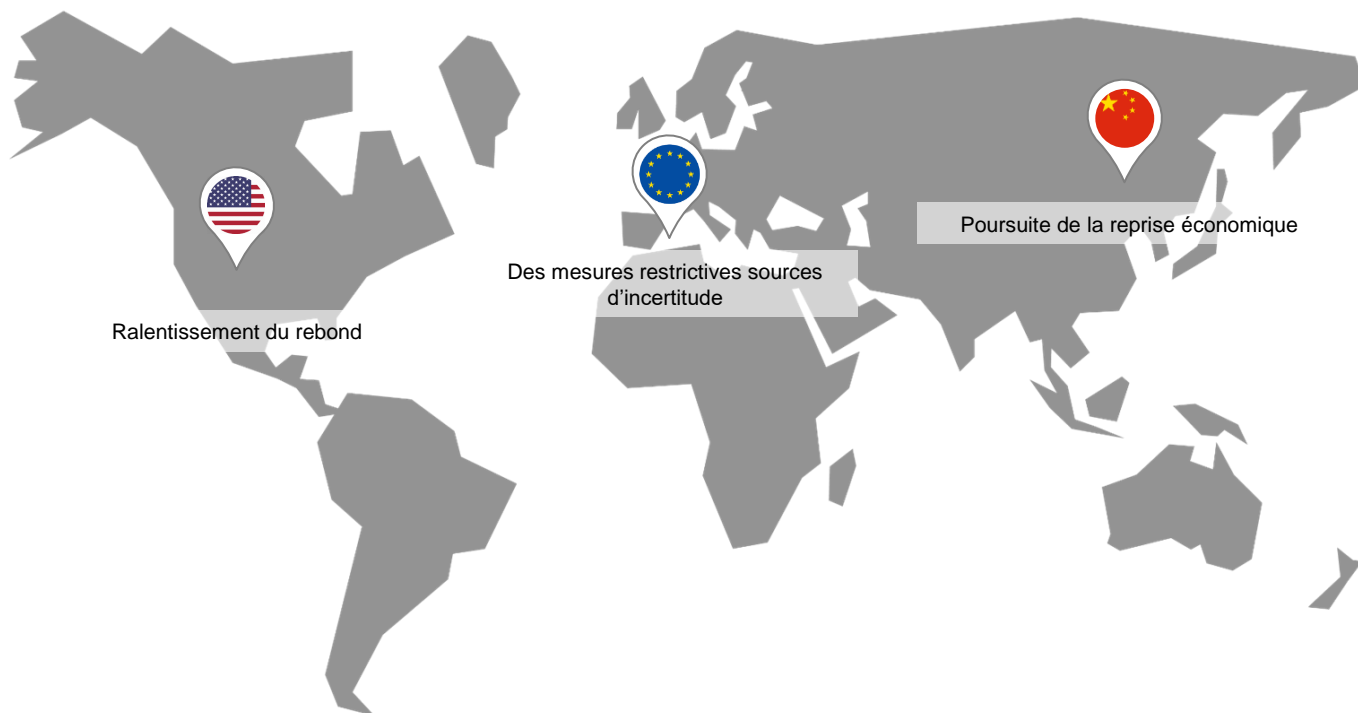 Poursuite de la reprise économique
Des mesures restrictives sources
d’incertitude
Ralentissement du rebond